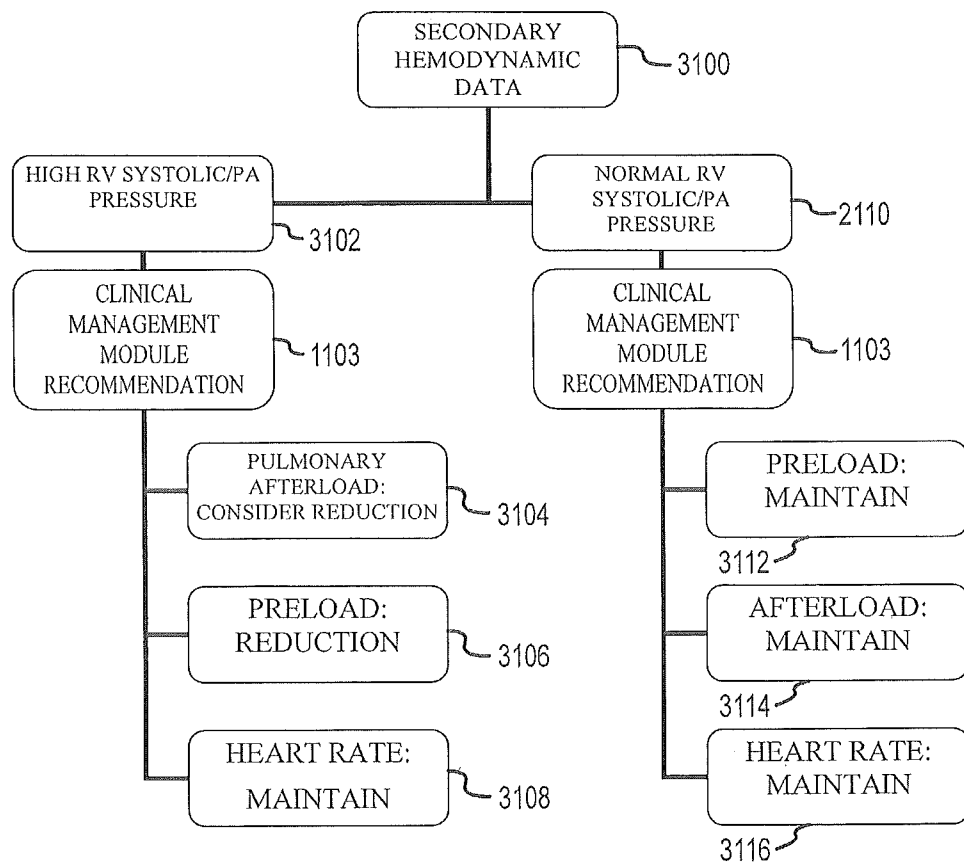 SECONDARY
HEMODYNAMIC
DATA
3100
HIGH RV SYSTOLIC/PA
PRESSURE
3102
NORMAL RV
SYSTOLIC/PA
PRESSURE
2110
CLINICAL
MANAGEMENT
MODULE
RECOMMENDATION
1103
CLINICAL
MANAGEMENT
MODULE
RECOMMENDATION
1103
PULMONARY
AFTERLOAD:
CONSIDER REDUCTION
3104
PRELOAD:
MAINTAIN
3112
PRELOAD:
REDUCTION
3106
AFTERLOAD:
MAINTAIN
3114
HEART RATE:
MAINTAIN
3108
HEART RATE:
MAINTAIN
3116